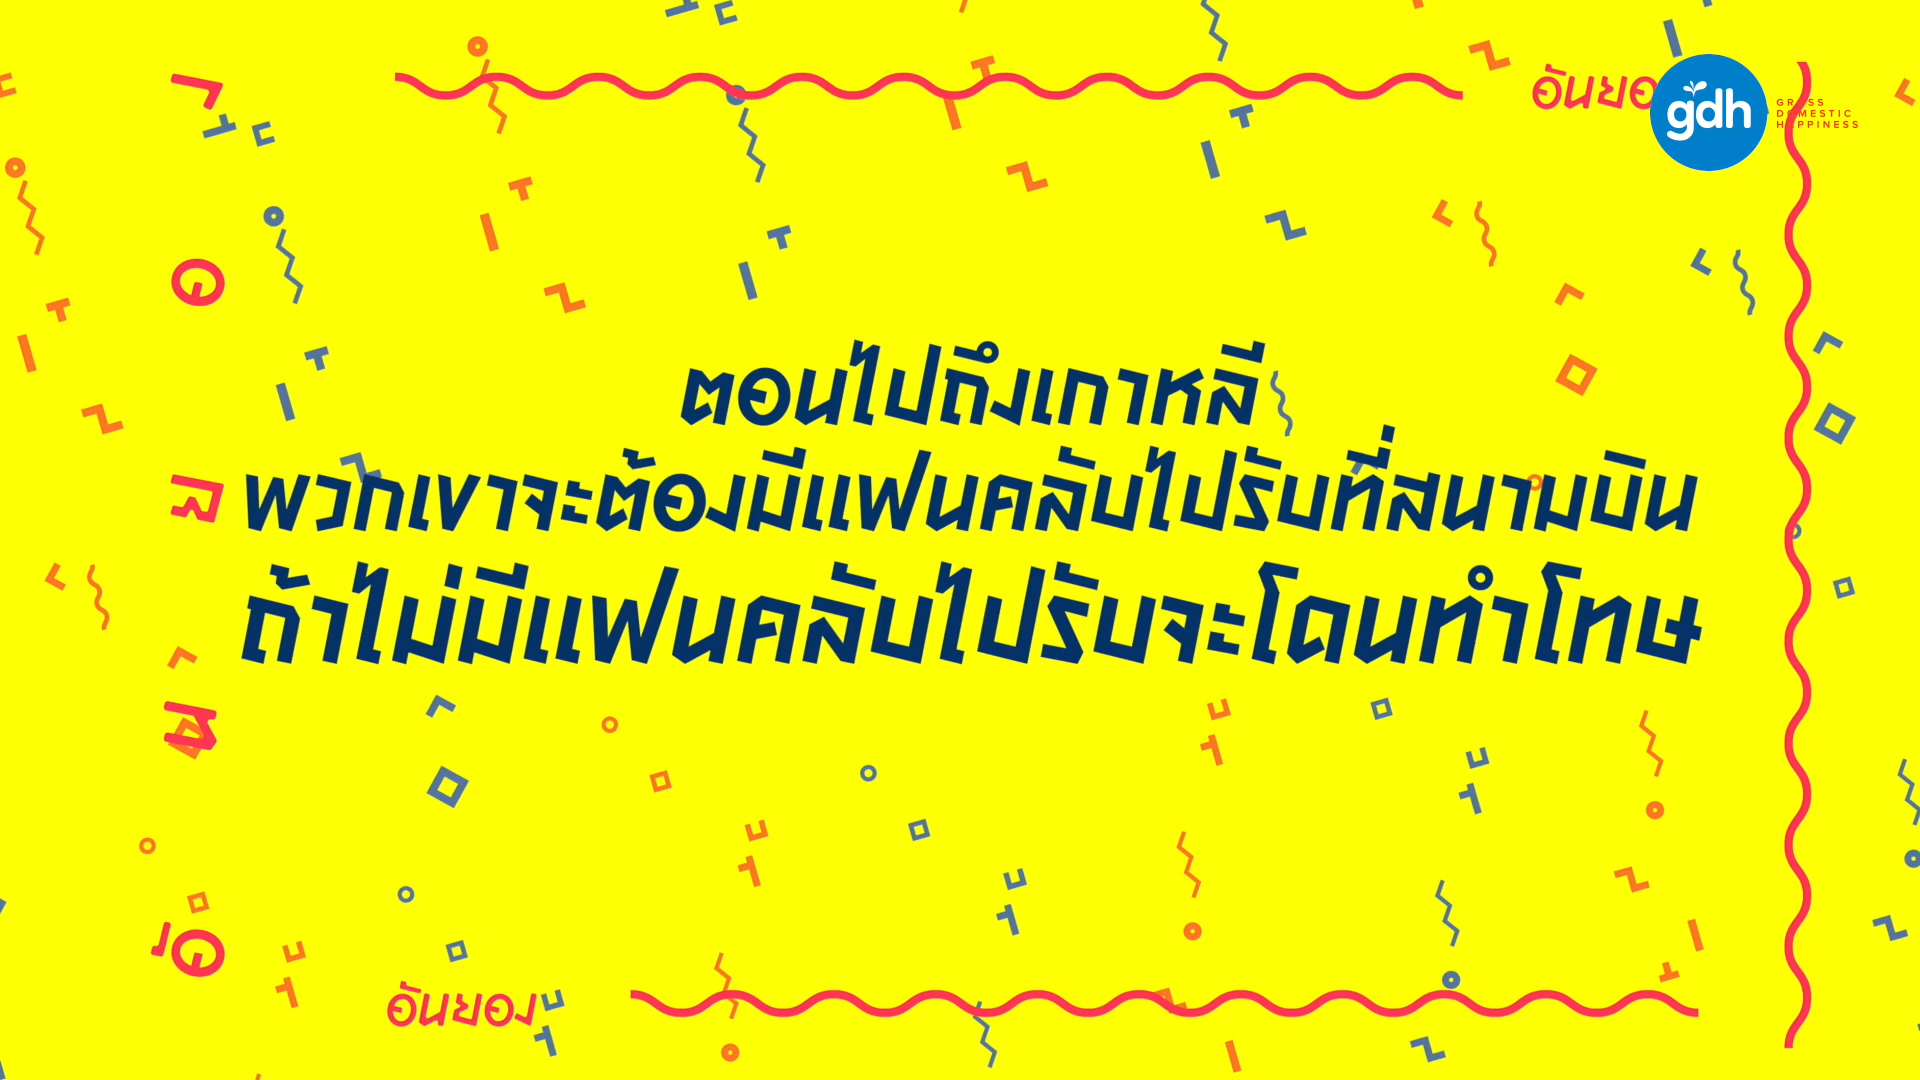 อันยอง
gdh
GROSS
DOMESTIC
HAPPINESS
ตอนไปถึงเกาหลี
พวกเขาจะต้องมีแฟนคลับไปรับที่สนามบิน
ถ้าไม่มีแฟนคลับไปรับจะโดนทำโทษ
อันยอง